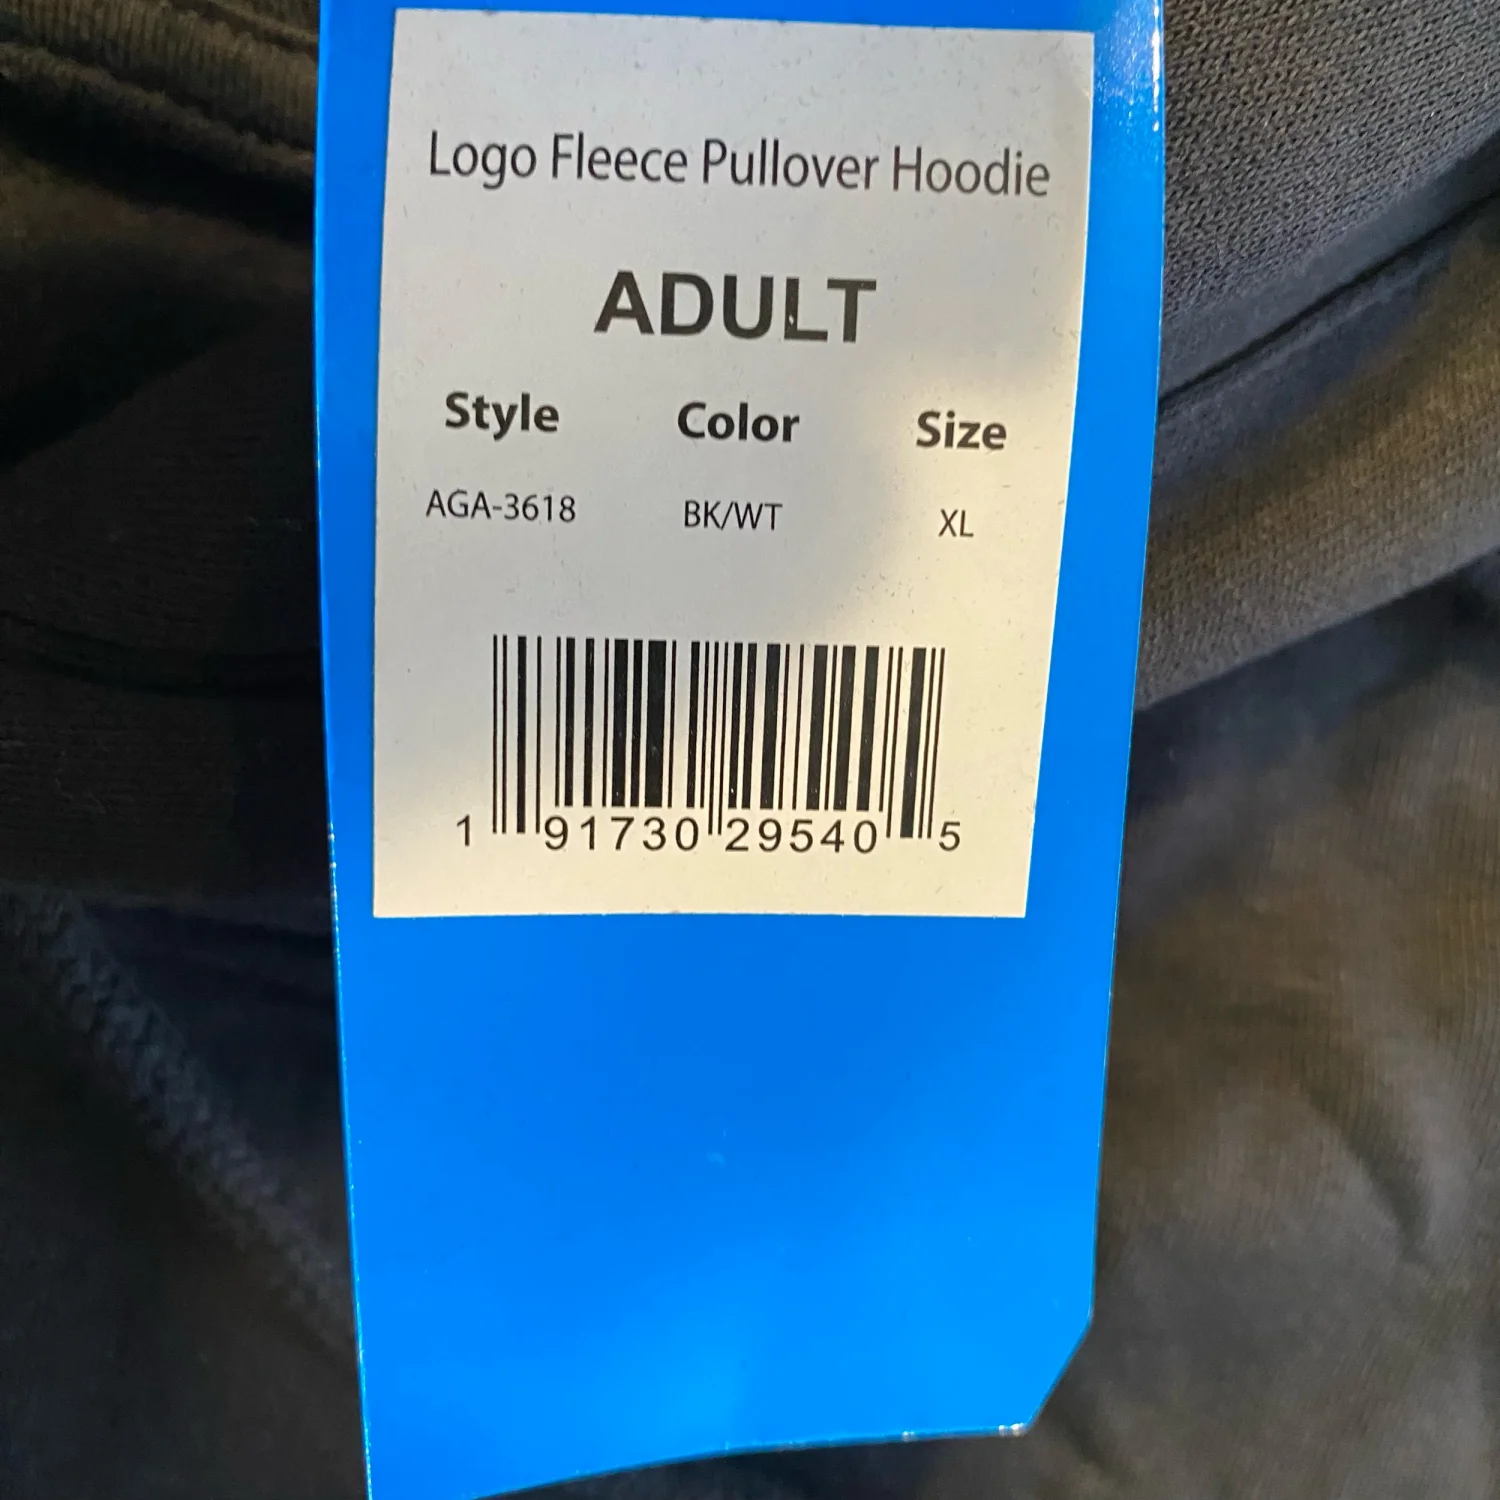 Logo Fleece Pullover Hoodie
ADULT
Style Color Size
AGA-3618 BK/WT XL
1 91730 29540 5